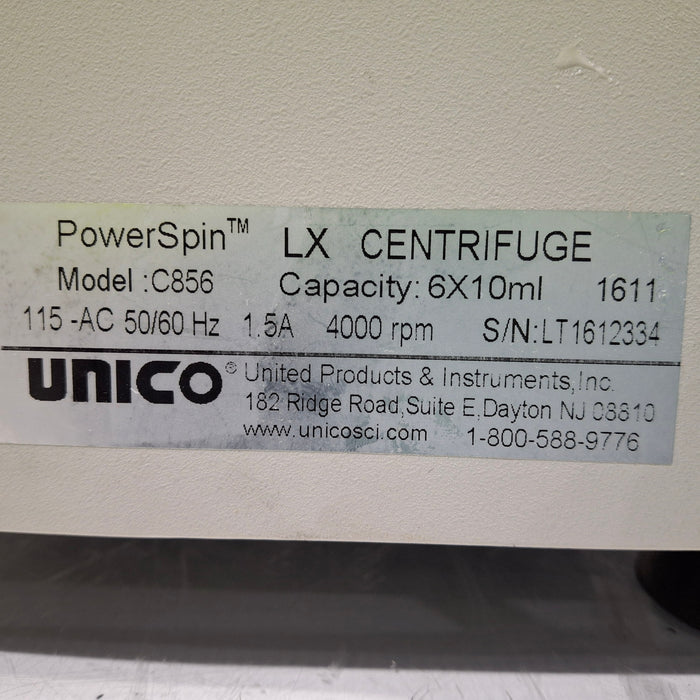 PowerSpin™ LX CENTRIFUGE
Model :C856 Capacity: 6X10ml 1611
115 -AC 50/60 Hz 1.5A 4000 rpm S/N:LT1612334
UNICO® United Products & Instruments,Inc.
182 Ridge Road,Suite E,Dayton NJ 08810
www.unicosci.com 1-800-588-9776